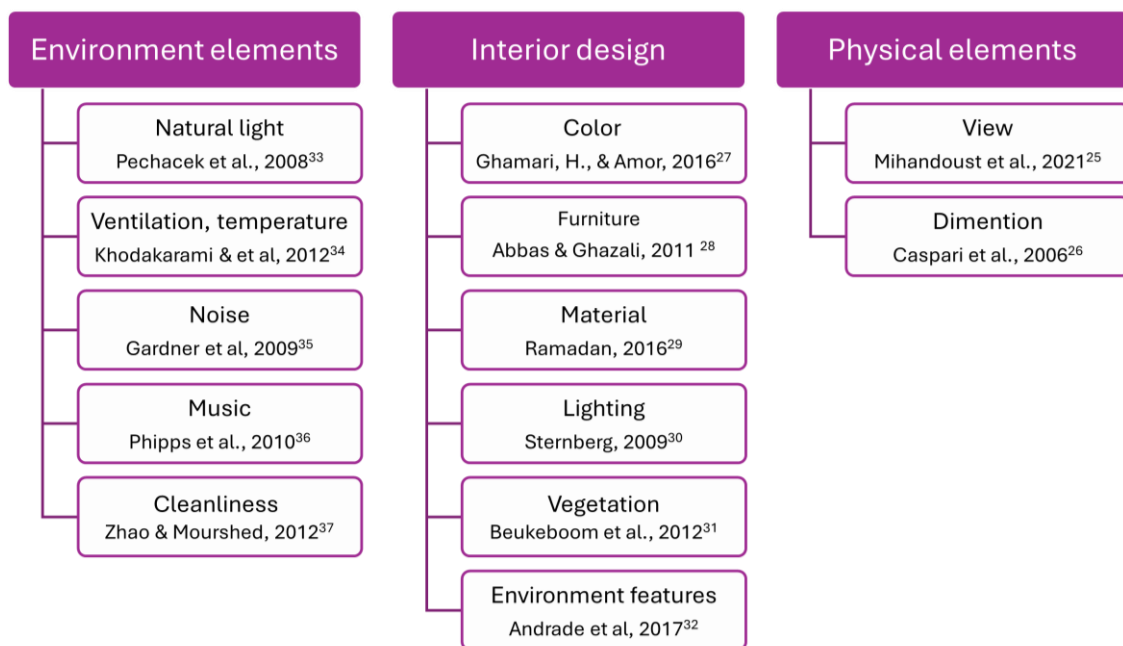 Environment elements
Natural light
Pechacek et al., 2008³³
Ventilation, temperature
Khodakarami & et al, 2012³⁴
Noise
Gardner et al, 2009³⁵
Music
Phipps et al., 2010³⁶
Cleanliness
Zhao & Mourshed, 2012³⁷
Interior design
Color
Ghamari, H., & Amor, 2016²⁷
Furniture
Abbas & Ghazali, 2011 ²⁸
Material
Ramadan, 2016²⁹
Lighting
Sternberg, 2009³⁰
Vegetation
Beukeboom et al., 2012³¹
Environment features
Andrade et al, 2017³²
Physical elements
View
Mihandoust et al., 2021²⁵
Dimention
Caspari et al., 2006²⁶